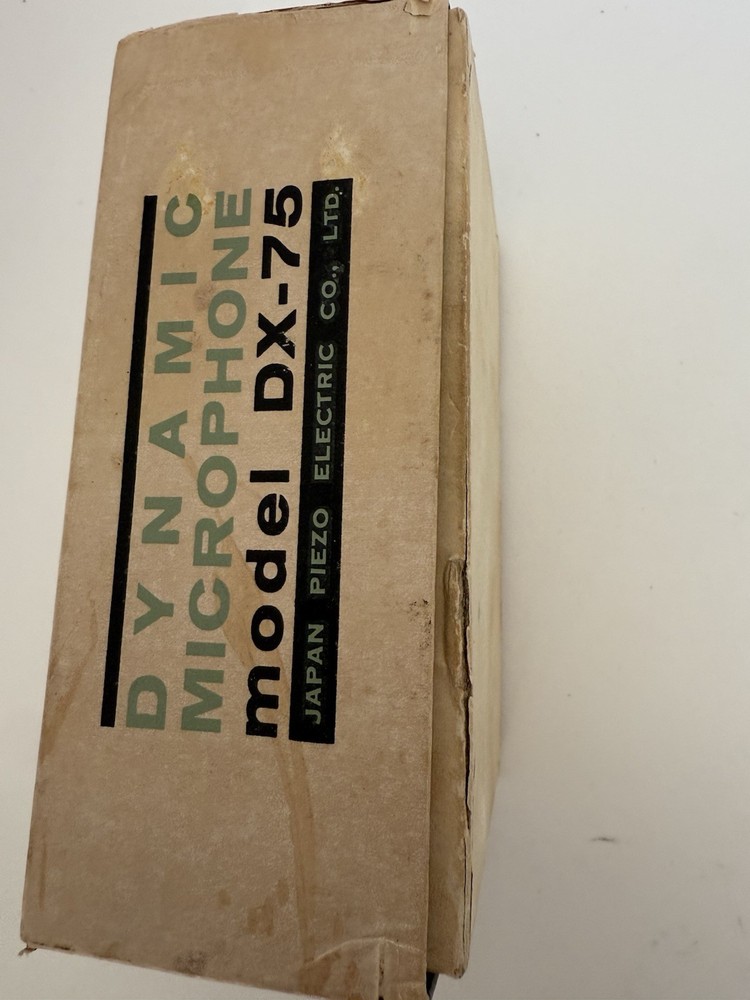 DYNAMIC
MICROPHONE
model DX-75
JAPAN PIEZO ELECTRIC CO., LTD.